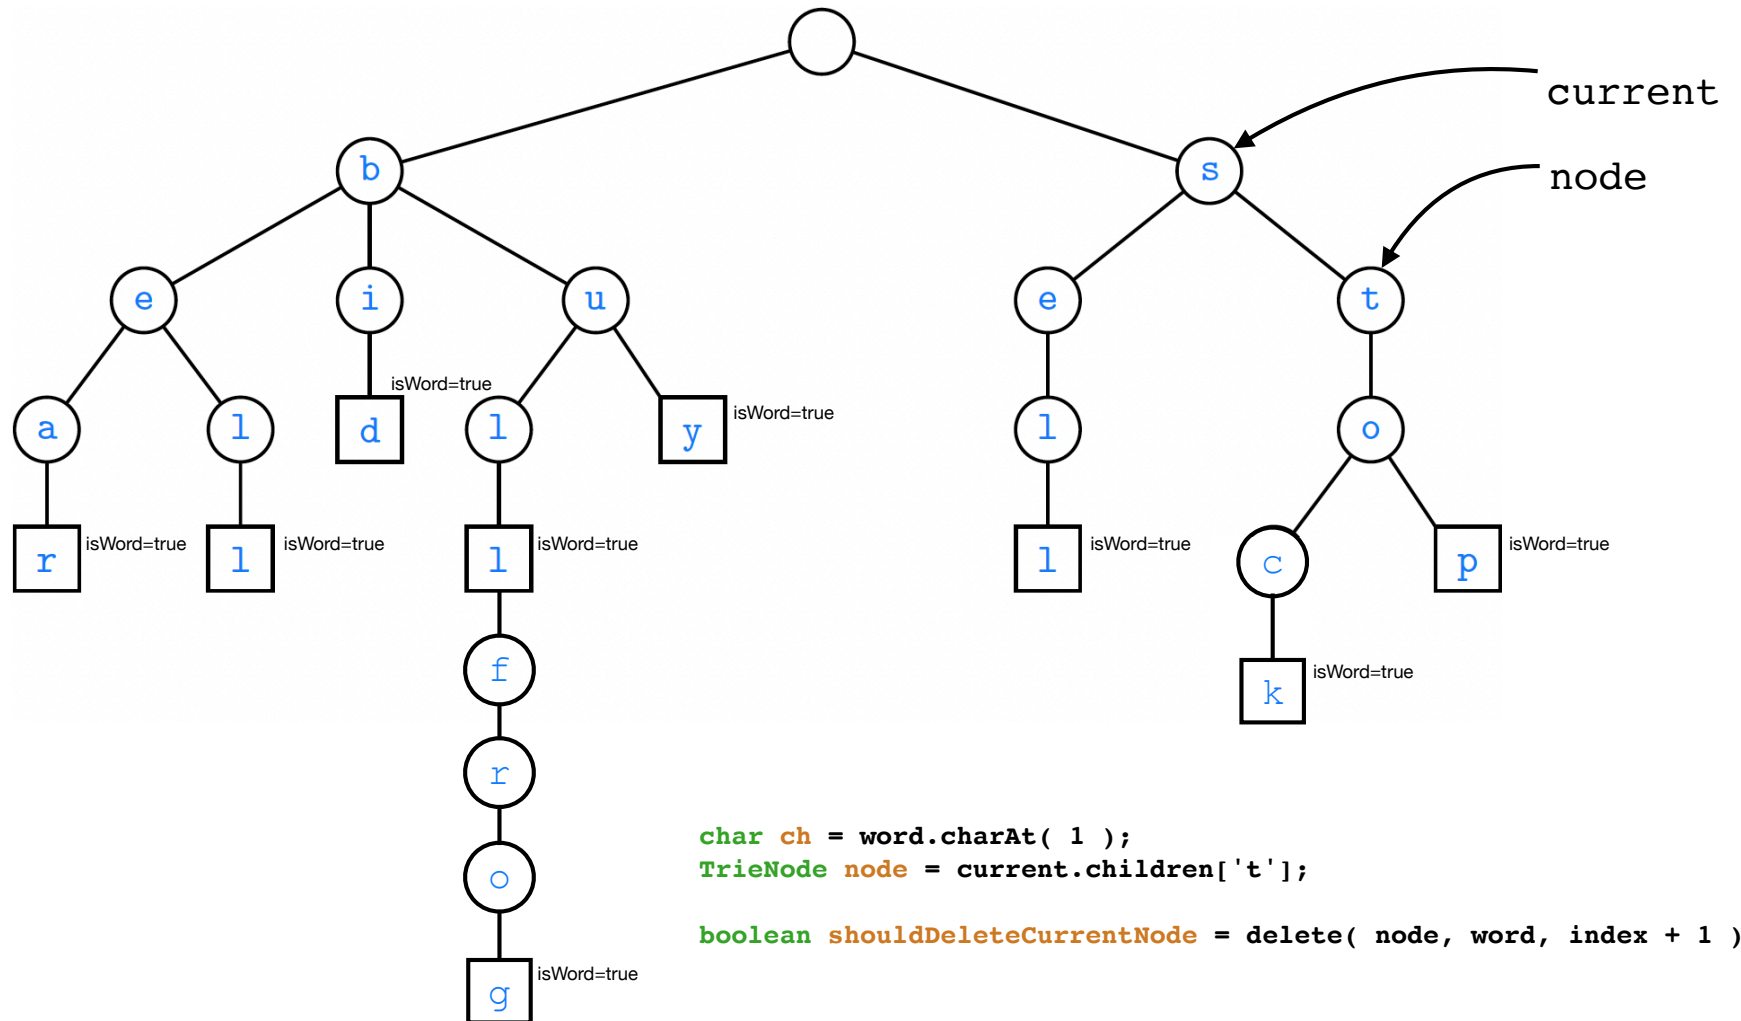 current
b
s
node
e
i
u
e
t
isWord=true
a
l
d
l
y
isWord=true
l
o
r
isWord=true
l
isWord=true
l
isWord=true
l
isWord=true
c
p
isWord=true
f
k
isWord=true
r
char ch = word.charAt( 1 );
TrieNode node = current.children['t'];
o
boolean shouldDeleteCurrentNode = delete( node, word, index + 1 )
g
isWord=true